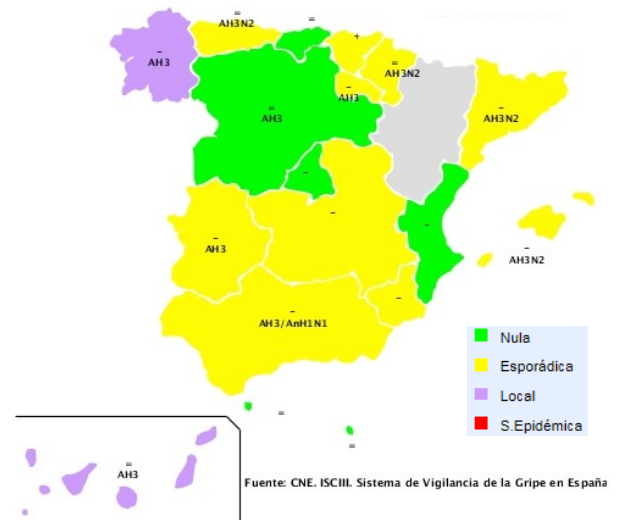 =
AH3N2
=
+
–
AH3
=
AH3N2
–
AH3
=
AH3
–
AH3N2
–
–
–
–
AH3
–
AH3N2
–
–
AH3/AnH1N1
Nula
Esporádica
Local
S.Epidémica
=
=
=
AH3
Fuente: CNE. ISCIII. Sistema de Vigilancia de la Gripe en España